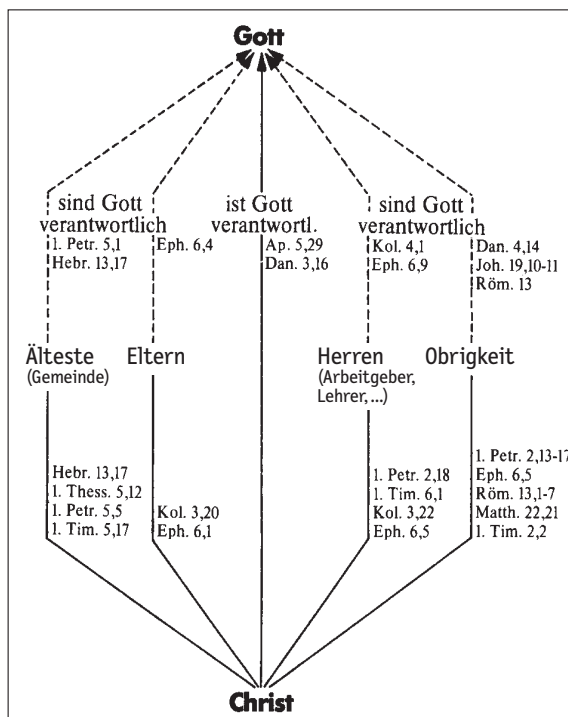 Gott
sind Gott
verantwortlich
1. Petr. 5,1
Hebr. 13,17
Eph. 6,4
ist Gott
verantwortl.
Ap. 5,29
Dan. 3,16
sind Gott
verantwortlich
Kol. 4,1
Eph. 6,9
Dan. 4,14
Joh. 19,10-11
Röm. 13
Älteste
(Gemeinde)
Eltern
Herren
(Arbeitgeber,
Lehrer,...)
Obrigkeit
Hebr. 13,17
1. Thess. 5,12
1. Petr. 5,5
1. Tim. 5,17
Kol. 3,20
Eph. 6,1
1. Petr. 2,18
1. Tim. 6,1
Kol. 3,22
Eph. 6,5
1. Petr. 2,13-17
Eph. 6,5
Röm. 13,1-7
Matth. 22,21
1. Tim. 2,2
Christ